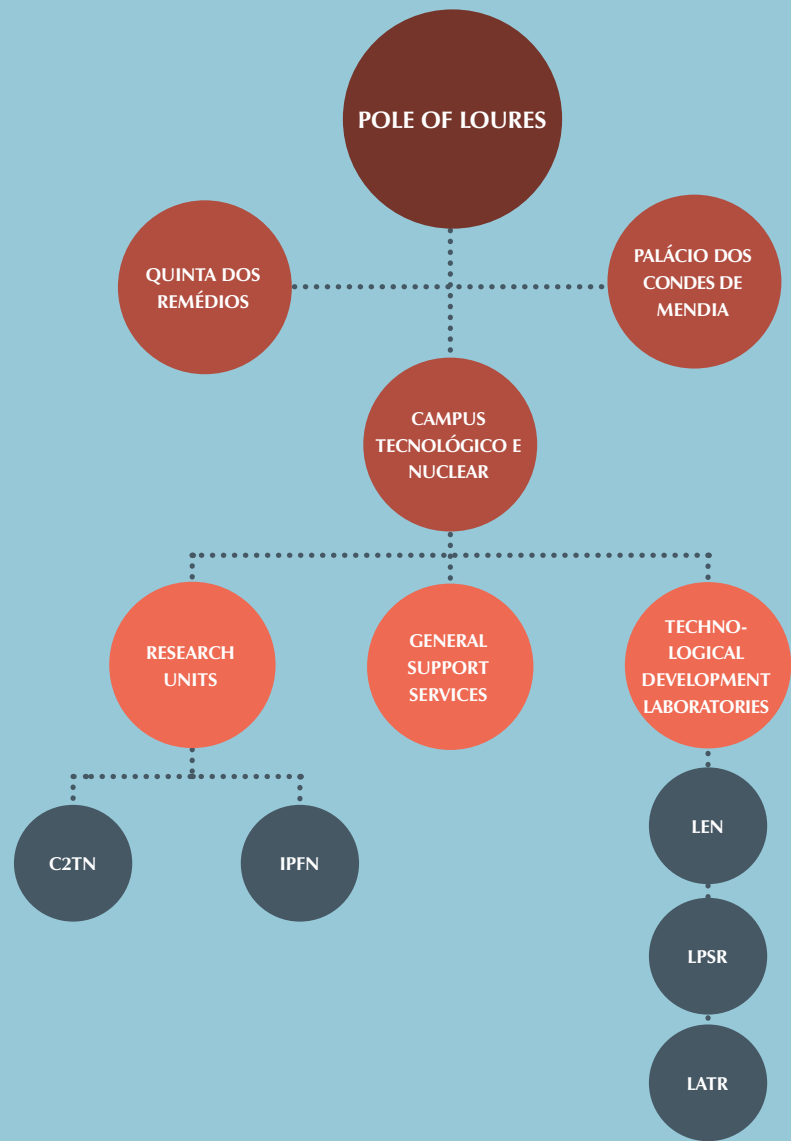 POLE OF LOURES
QUINTA DOS
REMÉDIOS
PALÁCIO DOS
CONDES DE
MENDIA
CAMPUS
TECNOLÓGICO E
NUCLEAR
RESEARCH
UNITS
GENERAL
SUPPORT
SERVICES
TECHNO-
LOGICAL
DEVELOPMENT
LABORATORIES
C2TN
IPFN
LEN
LPSR
LATR